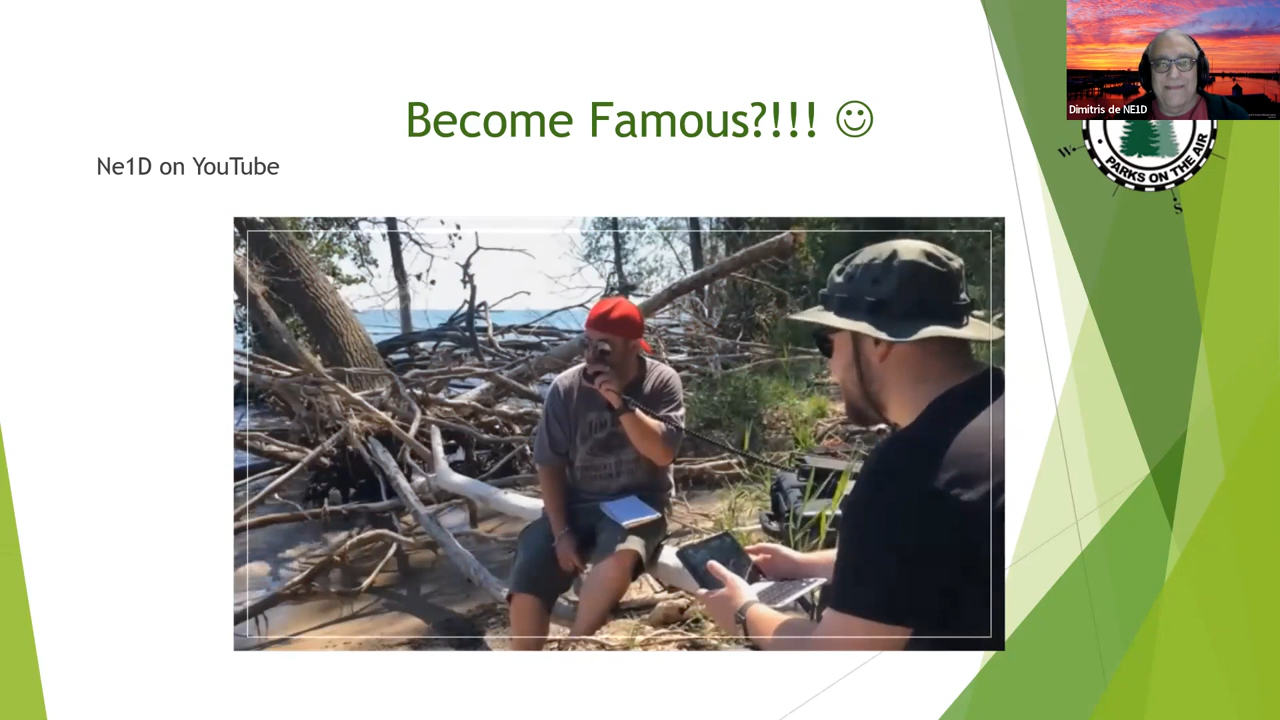 Become Famous?!!! ☺
Dimitris de NE1D
Ne1D on YouTube
W
PARKS ON THE AIR
S